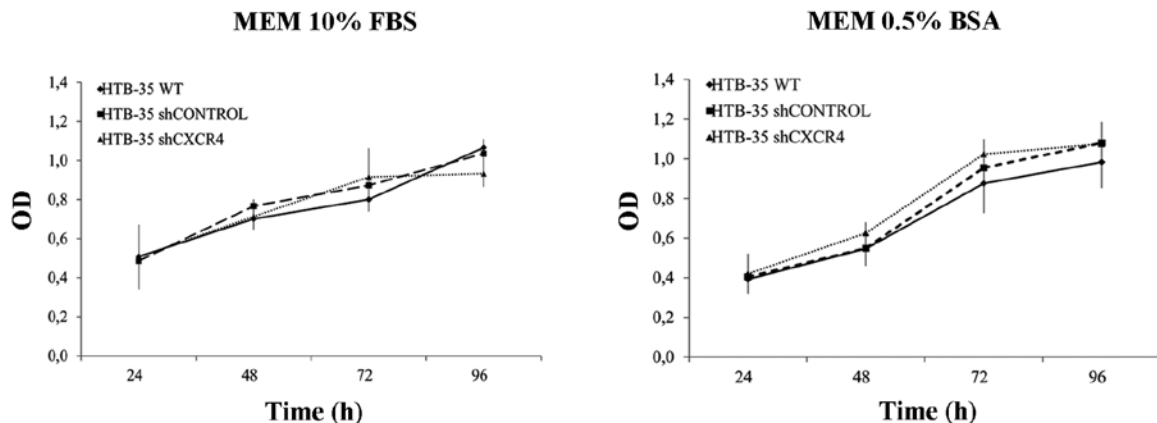 MEM 10% FBS
1,4
1,2
1,0
0,8
0,6
0,4
0,2
0,0
OD
HTB-35 WT
HTB-35 shCONTROL
HTB-35 shCXCR4
24 48 72 96
Time (h)
MEM 0.5% BSA
1,4
1,2
1,0
0,8
0,6
0,4
0,2
0,0
OD
HTB-35 WT
HTB-35 shCONTROL
HTB-35 shCXCR4
24 48 72 96
Time (h)